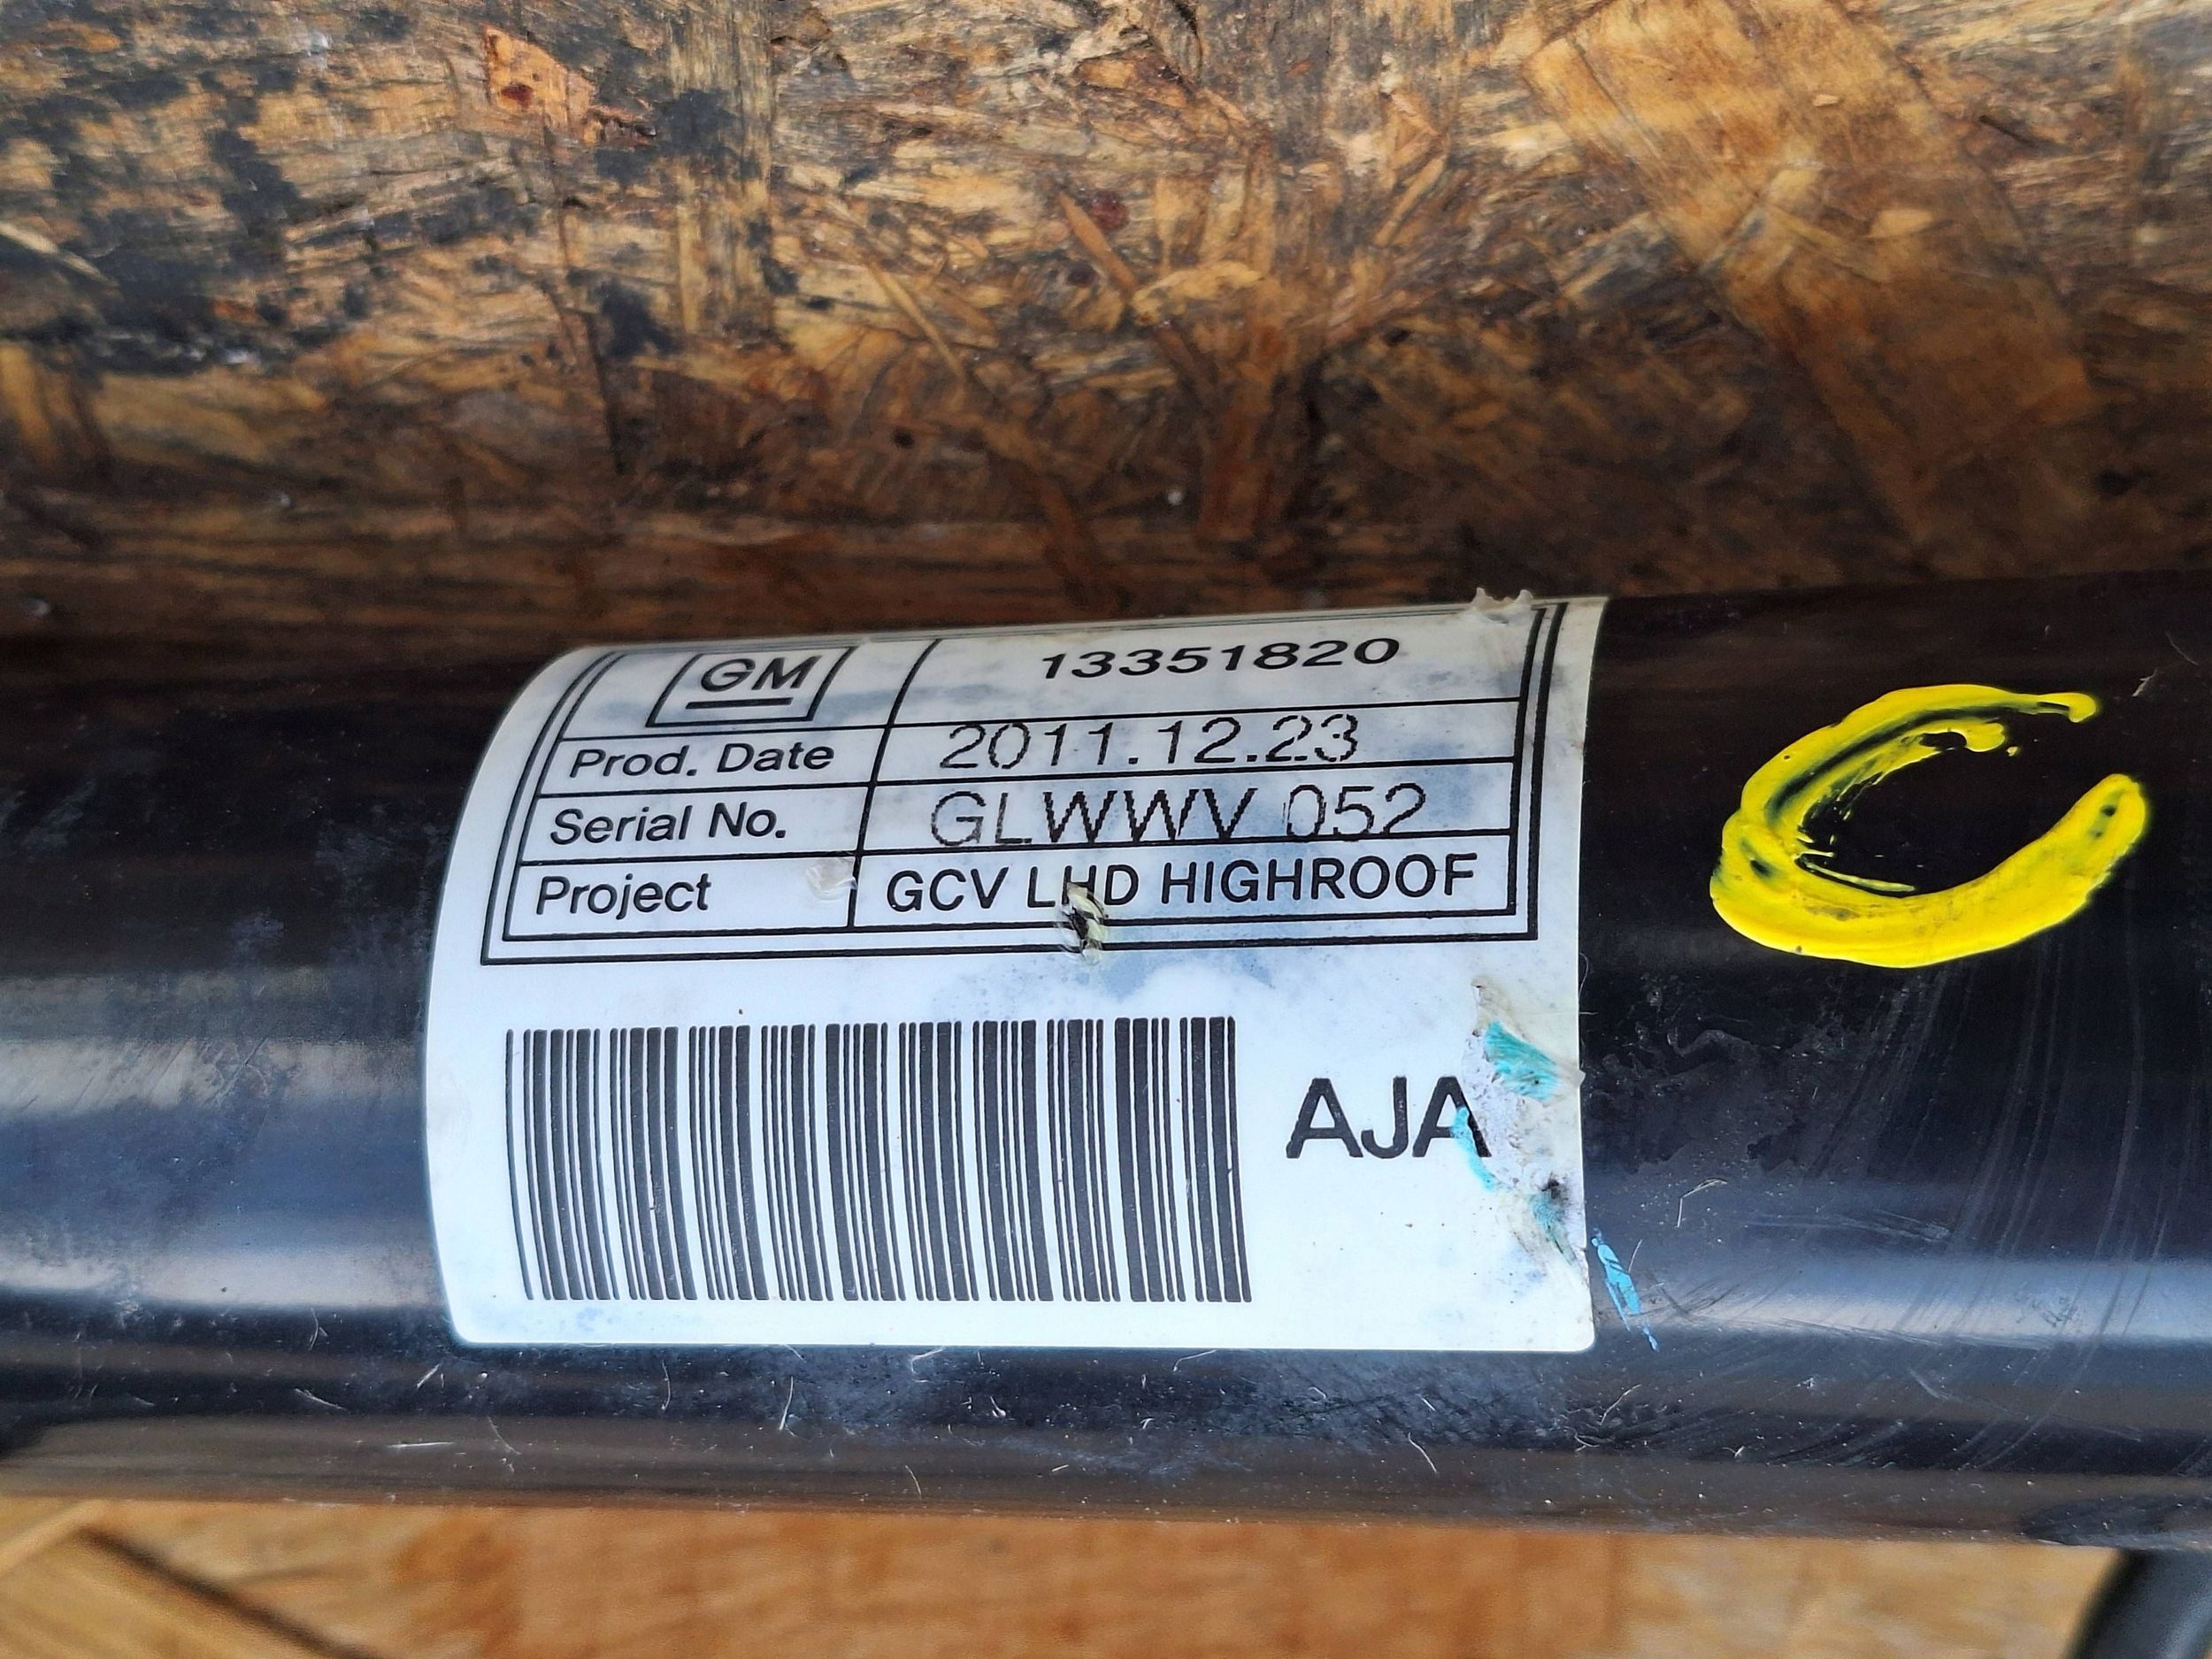 GM 13351820
Prod. Date 2011.12.23
Serial No. GLWWV 052
Project GCV LHD HIGHROOF
AJA
C